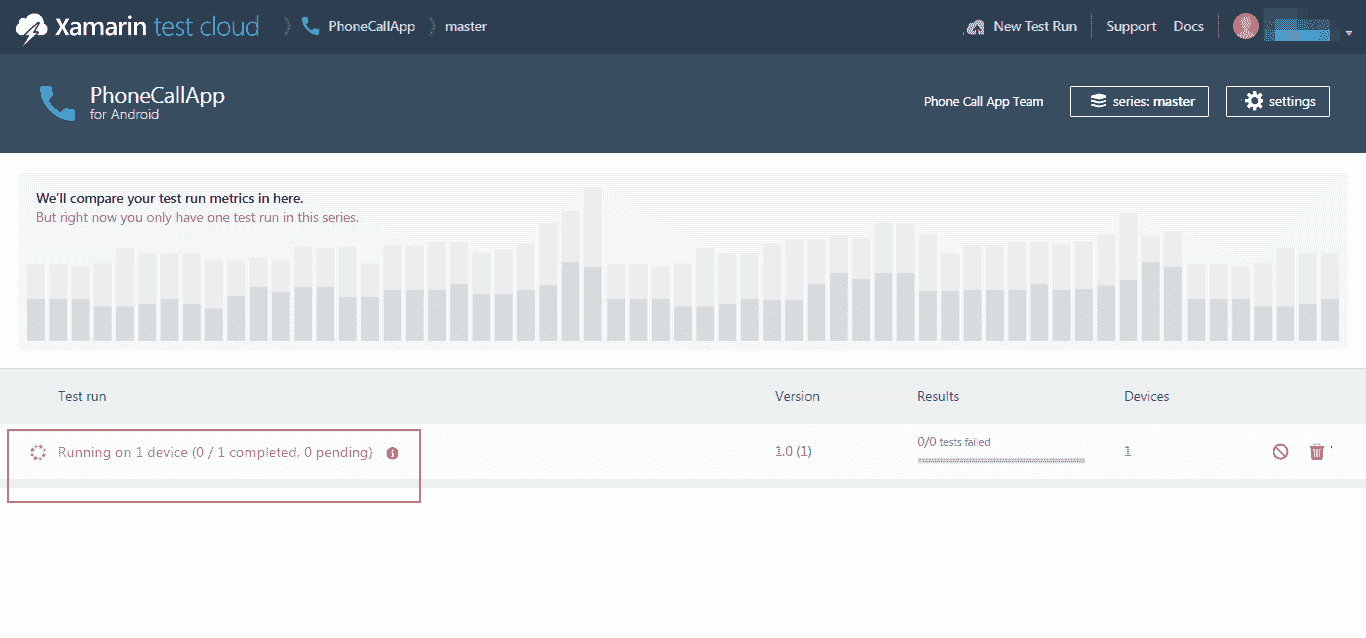 Xamarin test cloud PhoneCallApp master New Test Run Support Docs
PhoneCallApp
for Android
Phone Call App Team series: master settings
We'll compare your test run metrics in here.
But right now you only have one test run in this series.
Test run Version Results Devices
Running on 1 device (0 / 1 completed, 0 pending) 1.0 (1) 0/0 tests failed 1